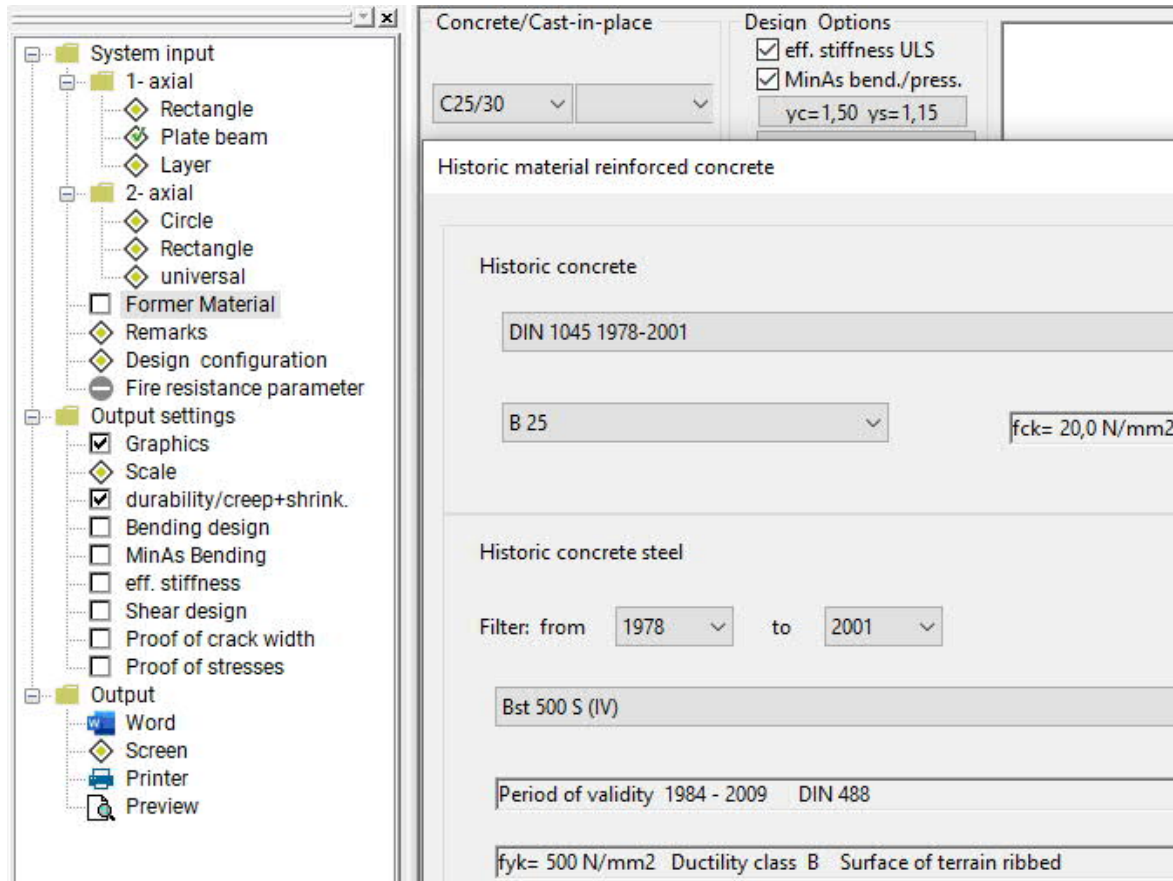 System input
1- axial
Rectangle
Plate beam
Layer
2- axial
Circle
Rectangle
universal
Former Material
Remarks
Design configuration
Fire resistance parameter
Output settings
Graphics
Scale
durability/creep+shrink.
Bending design
MinAs Bending
eff. stiffness
Shear design
Proof of crack width
Proof of stresses
Output
Word
Screen
Printer
Preview
Concrete/Cast-in-place
C25/30
Design Options
eff. stiffness ULS
MinAs bend./press.
yc=1,50 ys=1,15
Historic material reinforced concrete
Historic concrete
DIN 1045 1978-2001
B 25
fck= 20,0 N/mm2
Historic concrete steel
Filter: from 1978 to 2001
Bst 500 S (IV)
Period of validity 1984 - 2009 DIN 488
fyk= 500 N/mm2 Ductility class B Surface of terrain ribbed